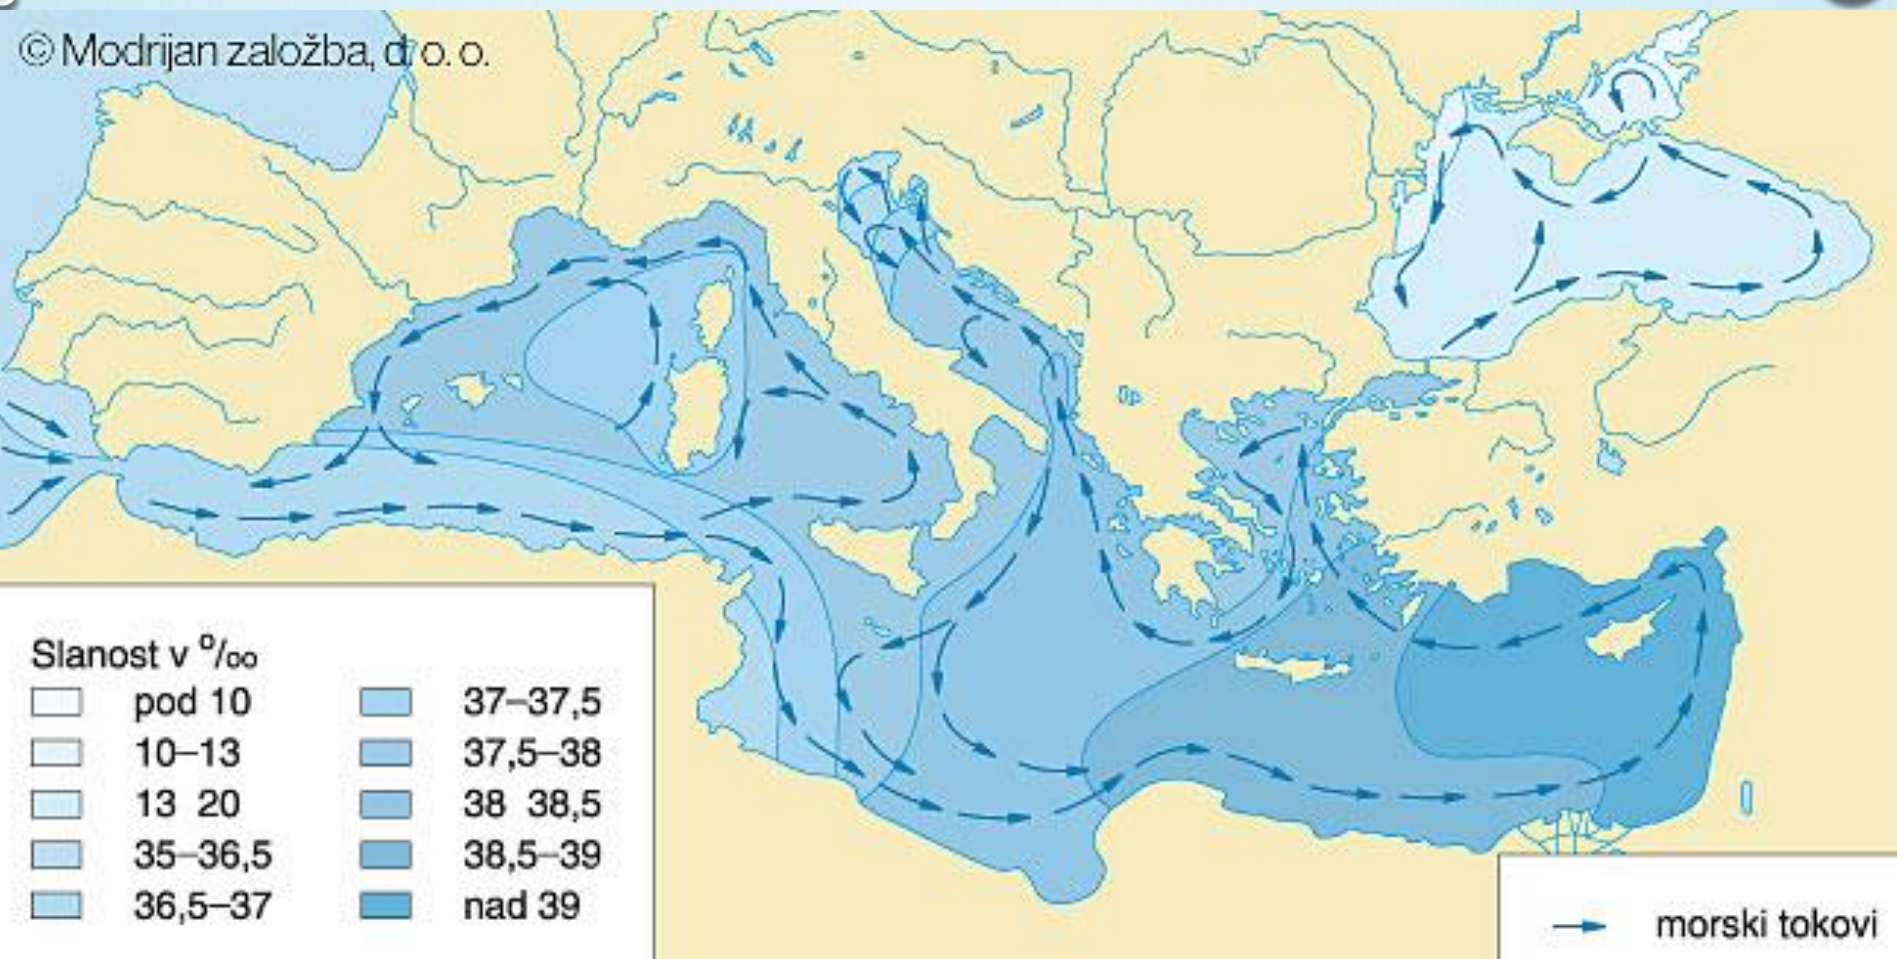 © Modrijan založba, d. o. o.
Slanost v º/oo
pod 10
10–13
13 20
35–36,5
36,5–37
37–37,5
37,5–38
38 38,5
38,5–39
nad 39
morski tokovi